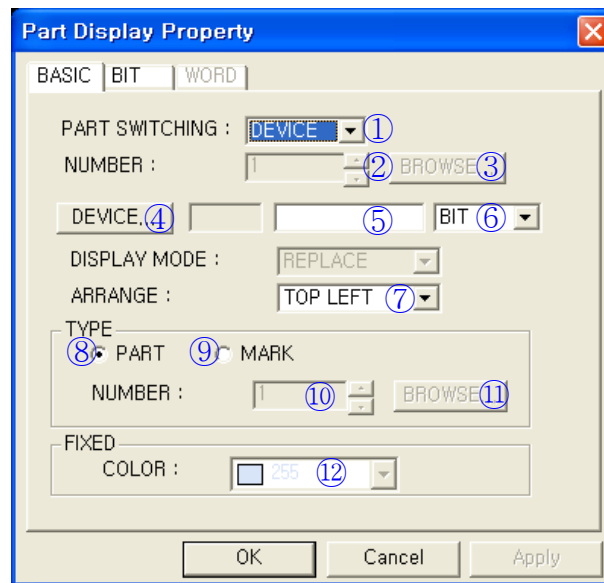 Part Display Property
BASIC BIT WORD
PART SWITCHING : DEVICE ①
NUMBER : 1 ② BROWSE ③
DEVICE.. ④ ⑤ BIT ⑥
DISPLAY MODE : REPLACE
ARRANGE : TOP LEFT ⑦
TYPE
⑧ PART ⑨ MARK
NUMBER : 1 ⑩ BROWSE ⑪
FIXED
COLOR : 255 ⑫
OK Cancel Apply